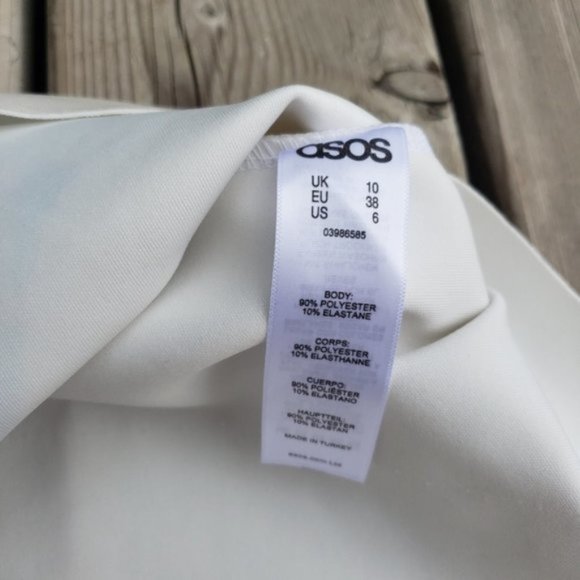 asos
UK 10
EU 38
US 6
03986585
BODY:
90% POLYESTER
10% ELASTANE
CORPS:
90% POLYESTER
10% ELASTHANNE
CUERPO:
90% POLIÉSTER
10% ELASTANO
HAUPTTEIL:
90% POLYESTER
10% ELASTAN
MADE IN TURKEY